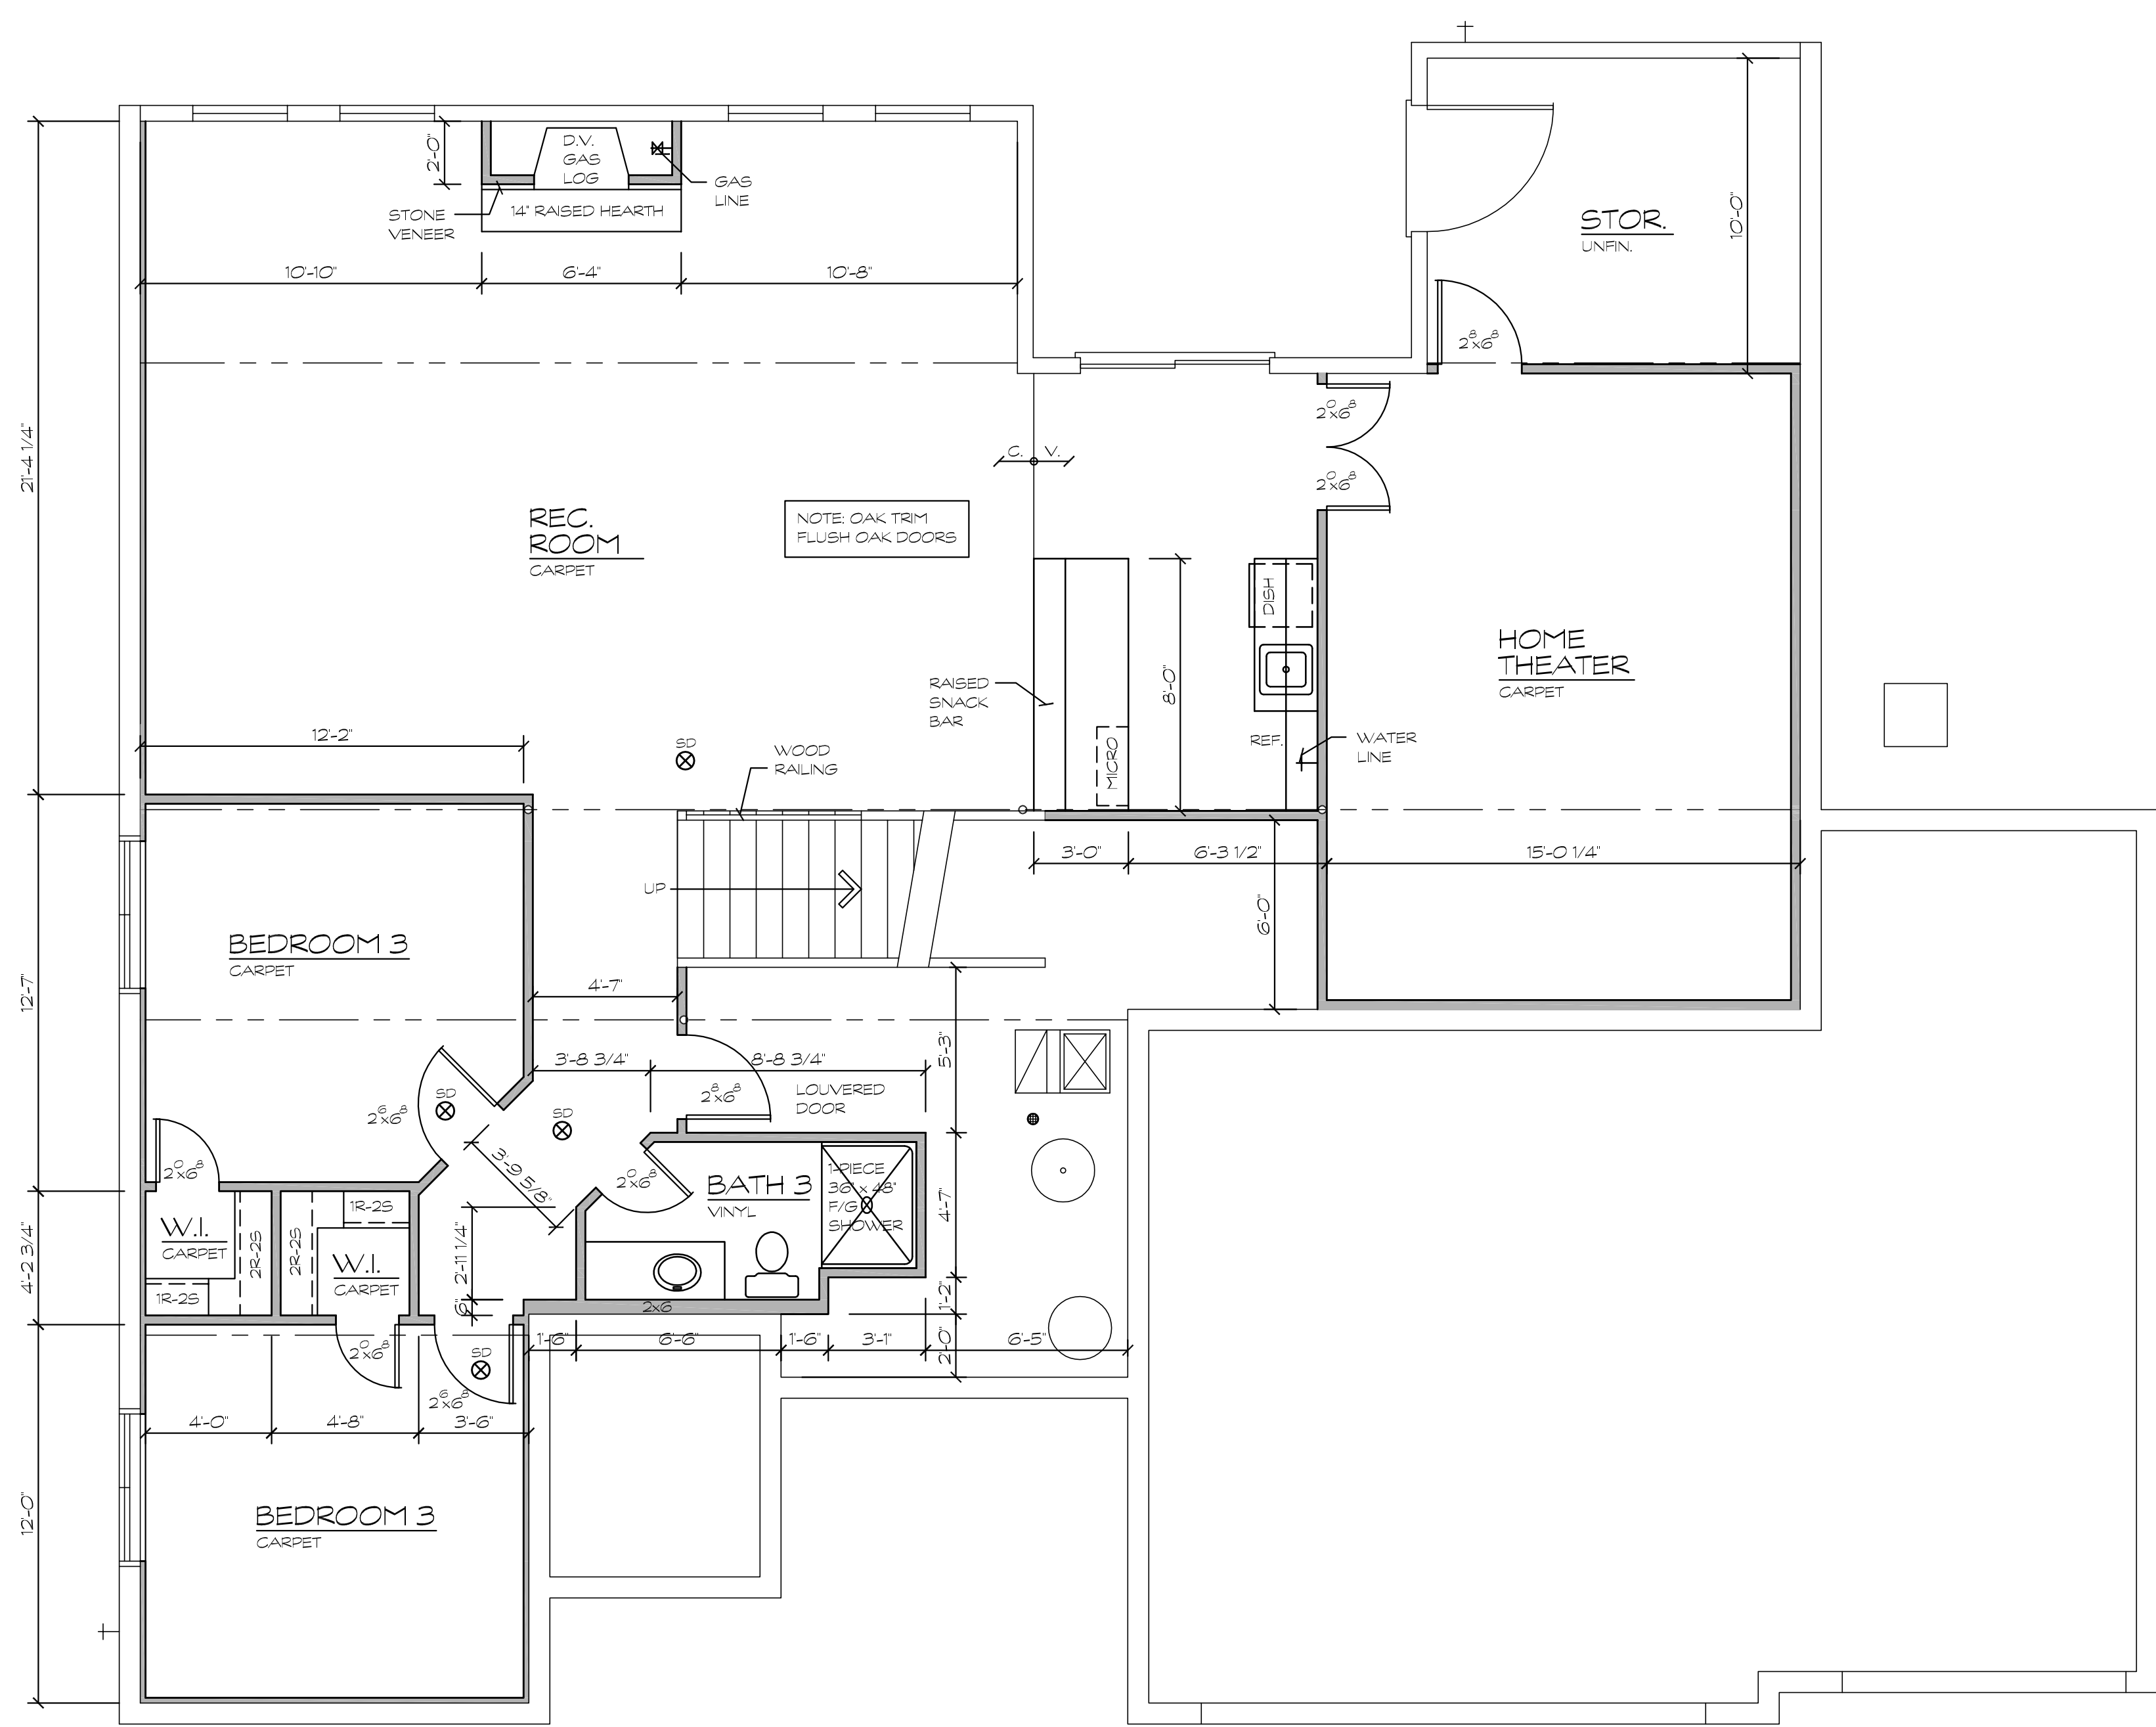 D.V.
GAS
LOG
2'-0"
GAS
LINE
STONE
VENEER
14" RAISED HEARTH
10'-10"
6'-4"
10'-8"
STOR.
UNFIN.
10'-0"
2⁸x6⁸
2⁰x6⁸
2⁰x6⁸
21'-4 1/4"
C.
V.
REC.
ROOM
CARPET
NOTE: OAK TRIM
FLUSH OAK DOORS
DISH
HOME
THEATER
CARPET
RAISED
SNACK
BAR
8'-0"
MICRO
REF.
WATER
LINE
12'-2"
SD
WOOD
RAILING
3'-0"
6'-3 1/2"
15'-0 1/4"
UP
6'-0"
BEDROOM 3
CARPET
12'-7"
4'-7"
5'-3"
3'-8 3/4"
8'-8 3/4"
2⁸x6⁸
LOUVERED
DOOR
SD
2⁶x6⁸
SD
3'-9 5/8"
2⁰x6⁸
2⁰x6⁸
BATH 3
VINYL
1-PIECE
36" x 48"
F/G
SHOWER
4'-7"
W.I.
CARPET
2R-2S
1R-2S
2R-2S
1R-2S
W.I.
CARPET
4'-2 3/4"
2'-11 1/4"
6"
2x6
1'-2"
2'-0"
1'-6"
6'-6"
1'-6"
3'-1"
6'-5"
2⁰x6⁸
SD
2⁶x6⁸
4'-0"
4'-8"
3'-6"
12'-0"
BEDROOM 3
CARPET